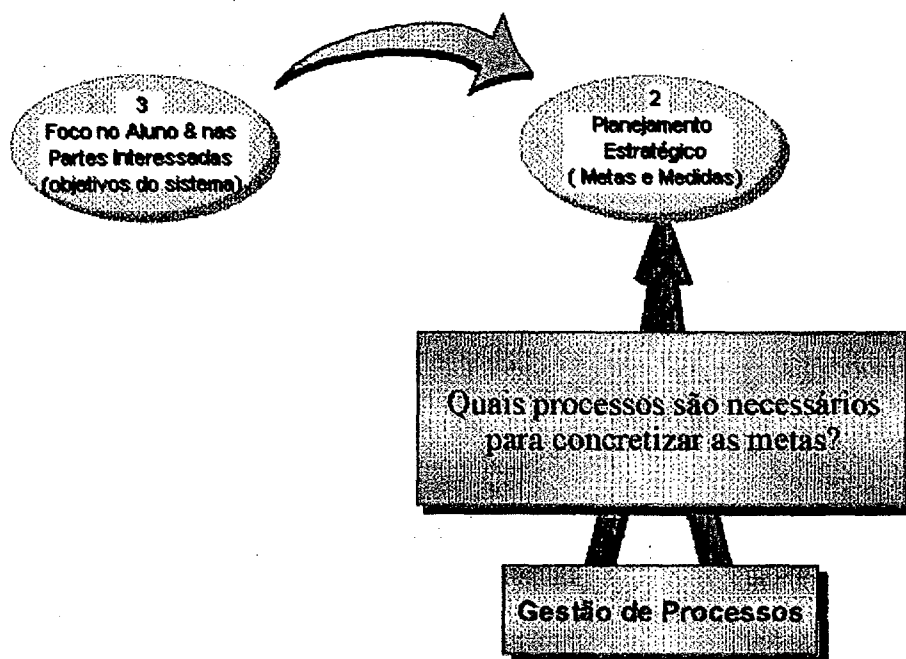 3
Foco no Aluno & nas
Partes Interessadas
(objetivos do sistema)
2
Planejamento
Estratégico
( Metas e Medidas)
Quais processos são necessários
para concretizar as metas?
Gestão de Processos